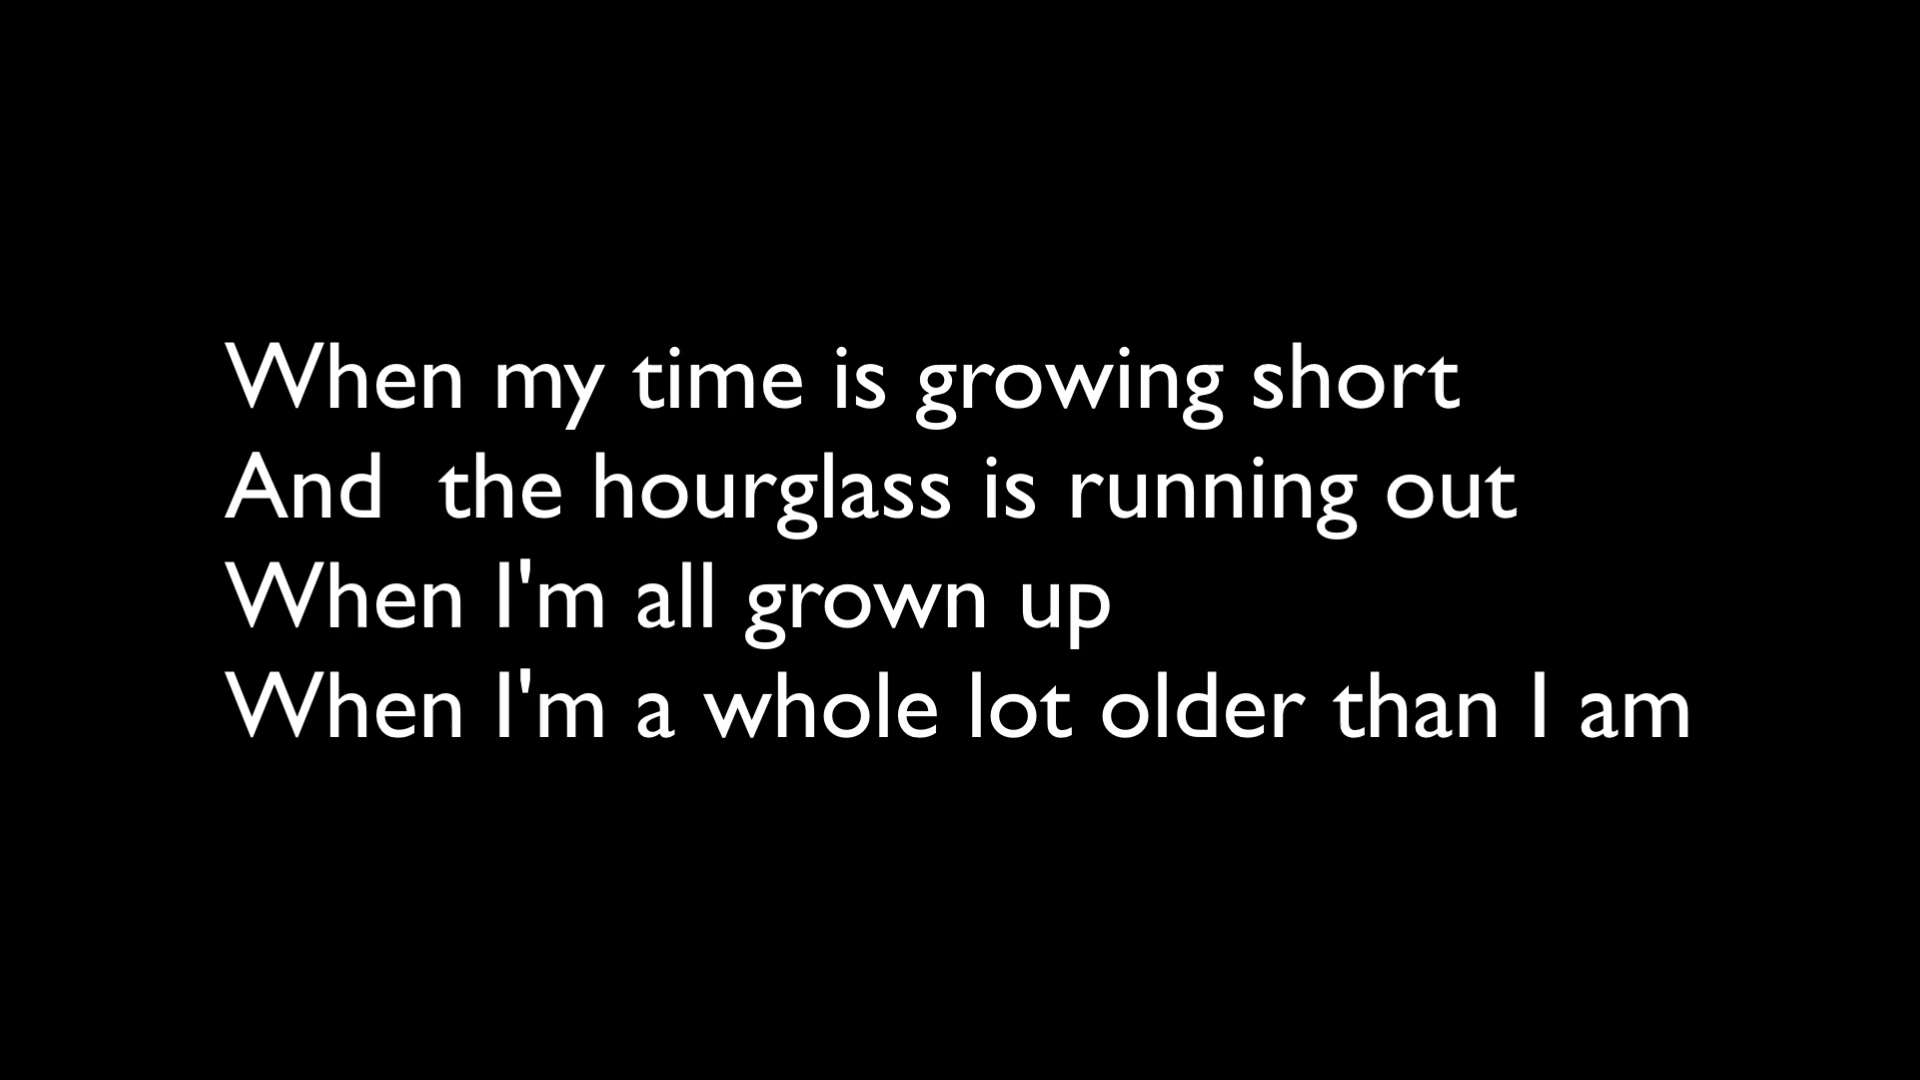 When my time is growing short
And  the hourglass is running out
When I'm all grown up
When I'm a whole lot older than I am